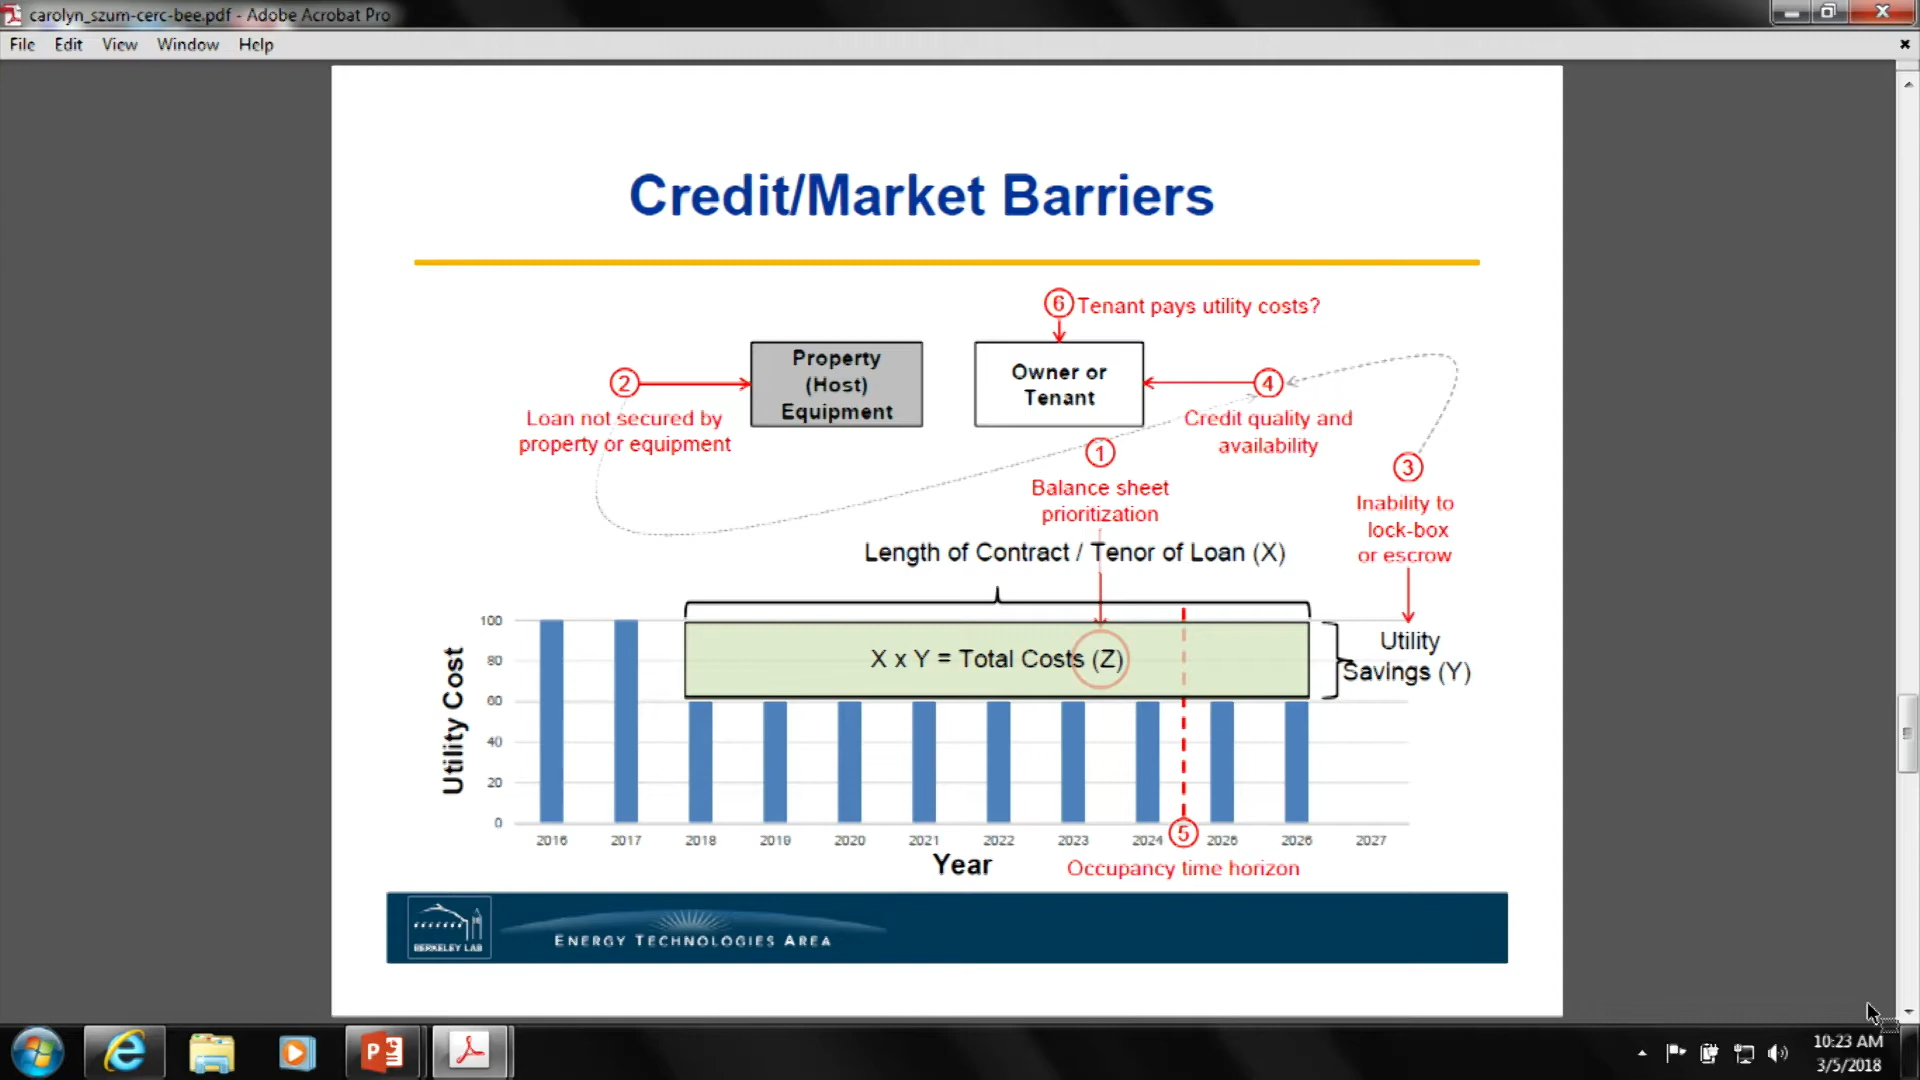 carolyn_szum-cerc-bee.pdf - Adobe Acrobat Pro
File Edit View Window Help
Credit/Market Barriers
6 Tenant pays utility costs?
Property
(Host)
Equipment
Owner or
Tenant
2
Loan not secured by
property or equipment
4
Credit quality and
availability
1
Balance sheet
prioritization
3
Inability to
lock-box
or escrow
Length of Contract / Tenor of Loan (X)
X x Y = Total Costs (Z)
Utility
Savings (Y)
Utility Cost
100
80
60
40
20
0
2016 2017 2018 2019 2020 2021 2022 2023 2024 2025 2026 2027
5
Year
Occupancy time horizon
BERKELEY LAB
ENERGY TECHNOLOGIES AREA
10:23 AM
3/5/2018